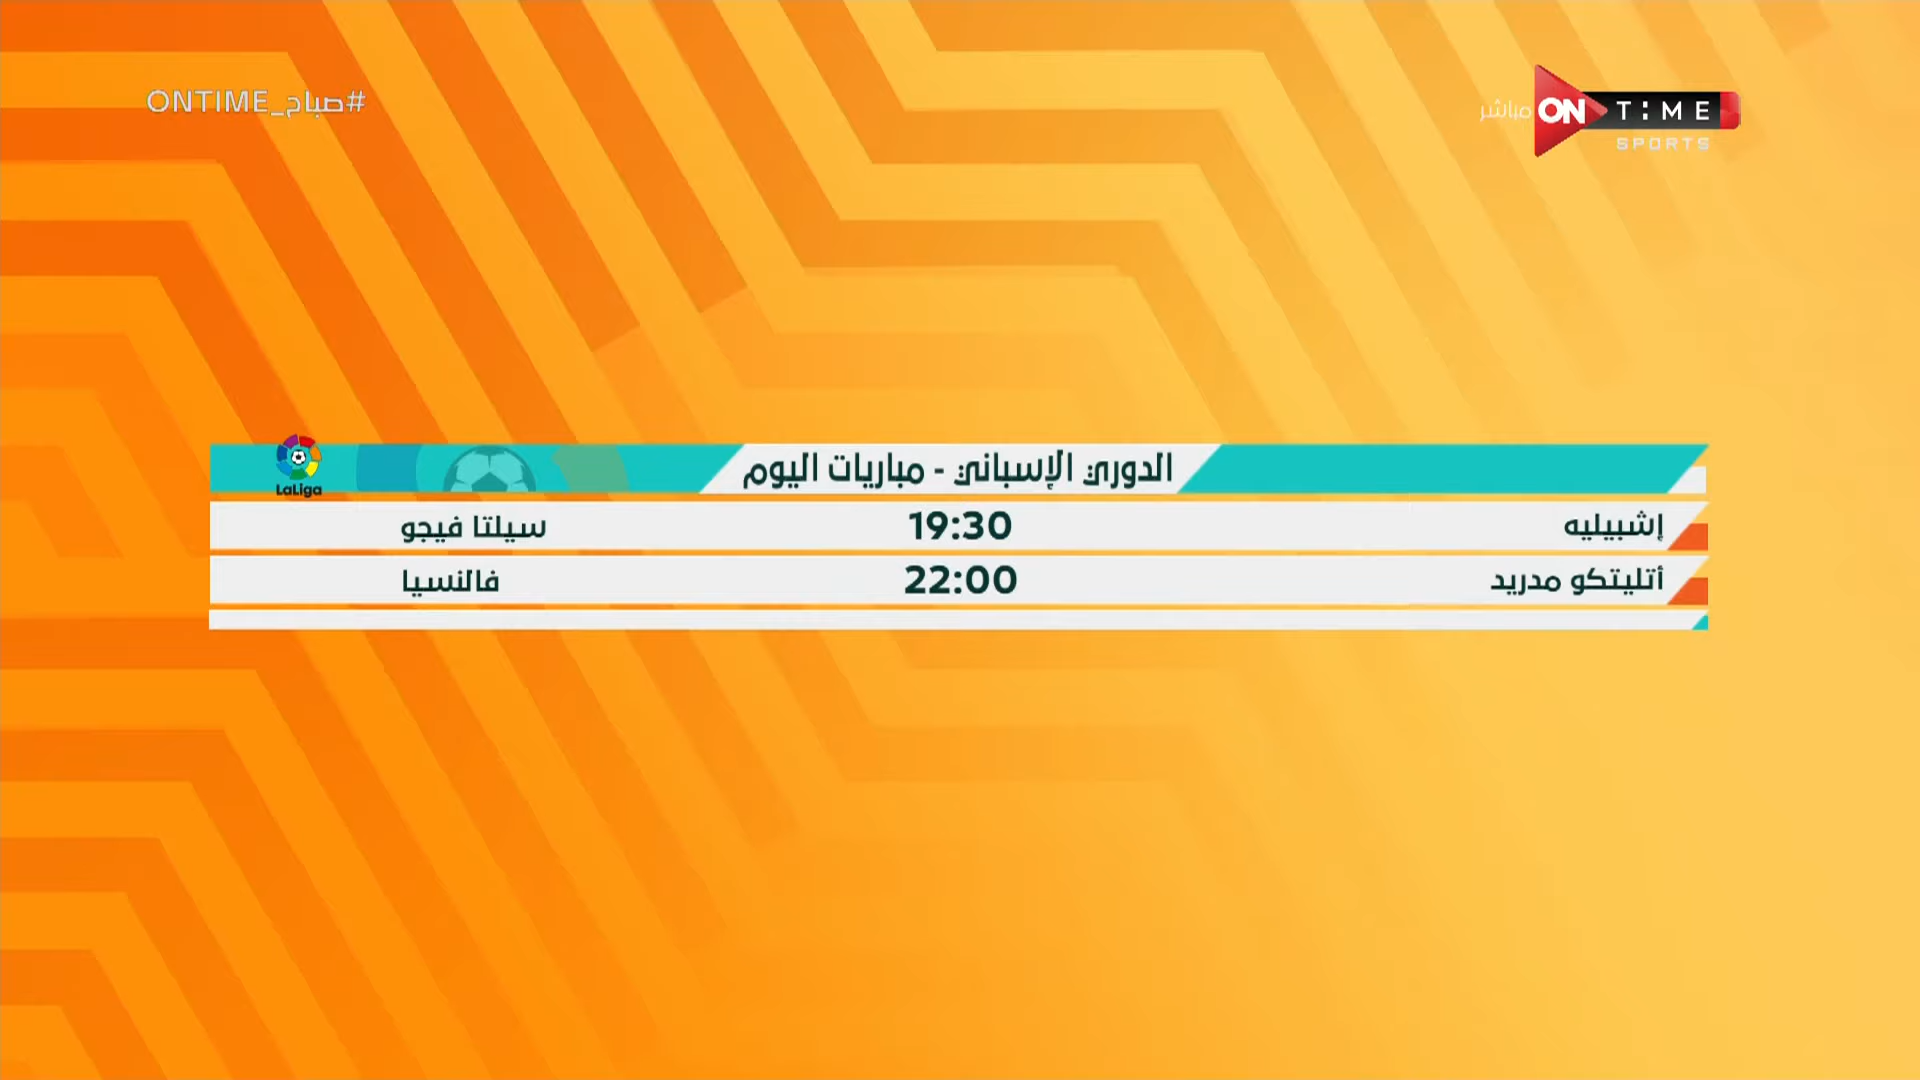 #صباح_ONTIME
مباشر ON T:ME
SPORTS
الدوري الإسباني - مباريات اليوم
LaLiga
إشبيليه 19:30 سيلتا فيجو
أتليتكو مدريد 22:00 فالنسيا